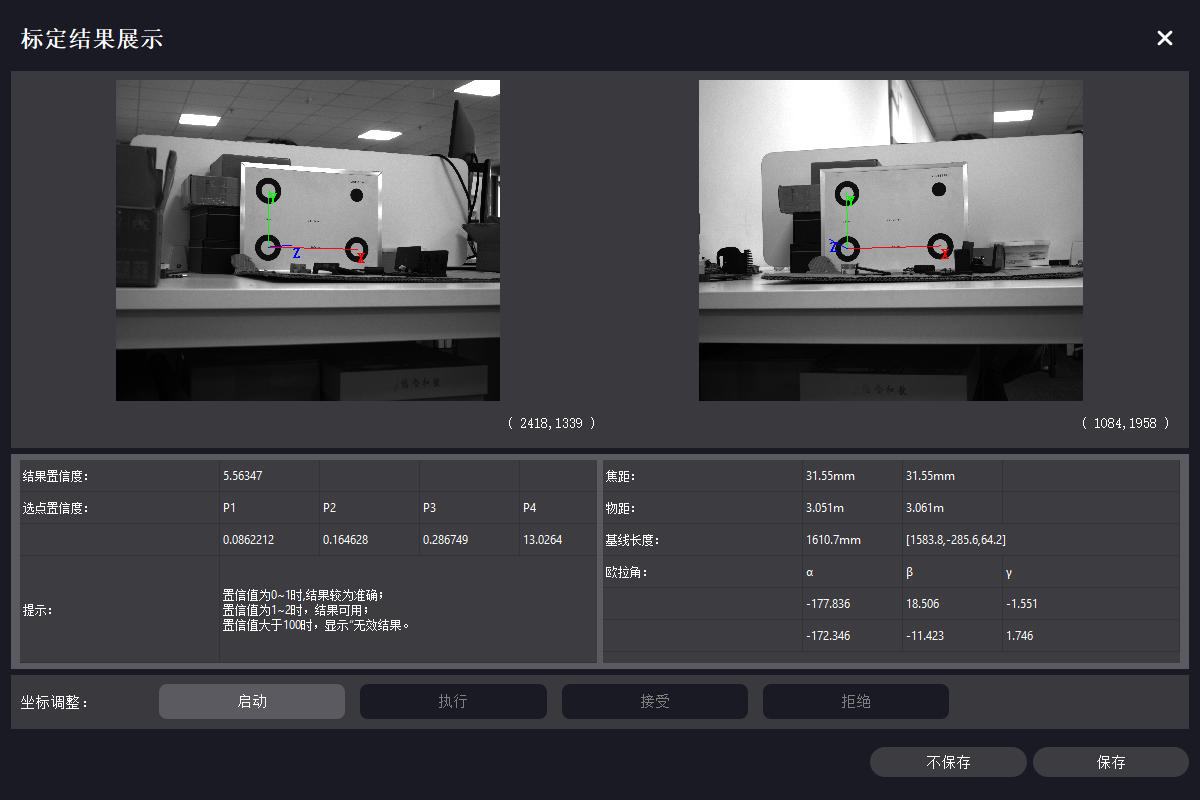 标定结果展示
Y
Z
X
Y
Z
X
( 2418,1339 )
( 1084,1958 )
结果置信度: 5.56347
选点置信度: P1 P2 P3 P4
0.0862212 0.164628 0.286749 13.0264
提示:
置信值为0~1时,结果较为准确;
置信值为1~2时，结果可用;
置信值大于100时，显示“无效结果。
焦距: 31.55mm 31.55mm
物距: 3.051m 3.061m
基线长度: 1610.7mm [1583.8,-285.6,64.2]
欧拉角: α β γ
-177.836 18.506 -1.551
-172.346 -11.423 1.746
坐标调整: 启动 执行 接受 拒绝
不保存 保存